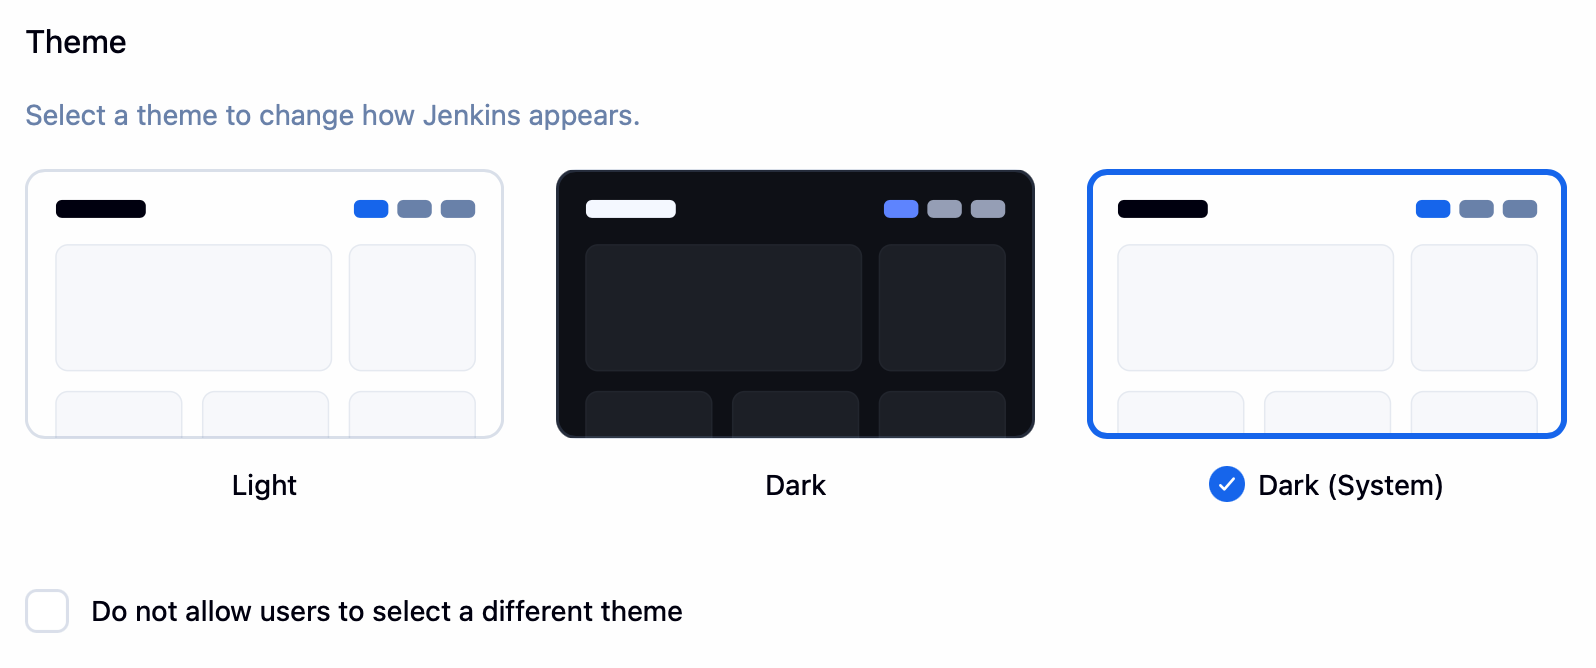 Theme
Select a theme to change how Jenkins appears.
Light
Dark
Dark (System)
Do not allow users to select a different theme